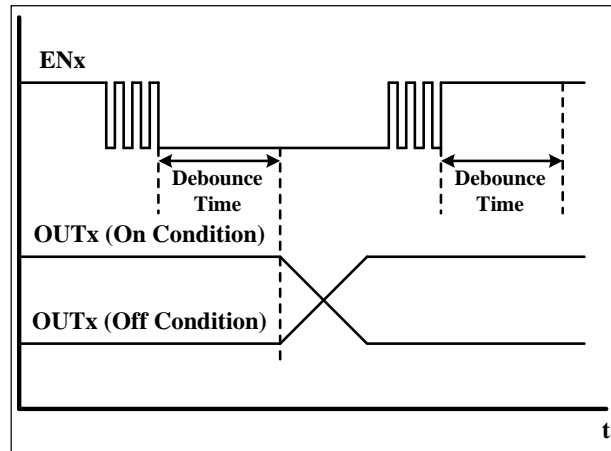 ENx
Debounce
Time
Debounce
Time
OUTx (On Condition)
OUTx (Off Condition)
t